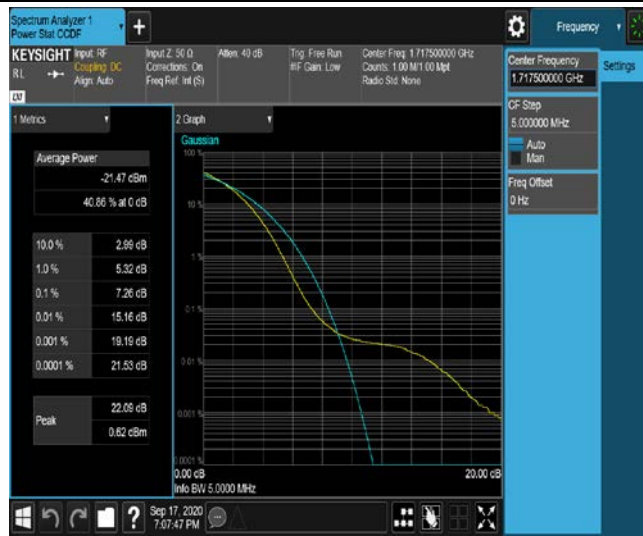 Spectrum Analyzer 1
Power Stat CCDF
Frequency
KEYSIGHT
RL
LXI
Input: RF
Coupling: DC
Align: Auto
Input Z: 50 Ω
Corrections: On
Freq Ref: Int (S)
Atten: 40 dB
Trig: Free Run
#IF Gain: Low
Center Freq: 1.717500000 GHz
Counts: 1.00 M/1.00 Mpt
Radio Std: None
Center Frequency
1.717500000 GHz
Settings
CF Step
5.000000 MHz
Auto
Man
Freq Offset
0 Hz
1 Metrics
Average Power
-21.47 dBm
40.86 % at 0 dB
10.0 % 2.99 dB
1.0 % 5.32 dB
0.1 % 7.26 dB
0.01 % 15.16 dB
0.001 % 19.19 dB
0.0001 % 21.53 dB
Peak
22.09 dB
0.62 dBm
2 Graph
Gaussian
100 %
10 %
1 %
0.1 %
0.01 %
0.001 %
0.0001 %
0.00 dB
20.00 dB
Info BW 5.0000 MHz
?
Sep 17, 2020
7:07:47 PM